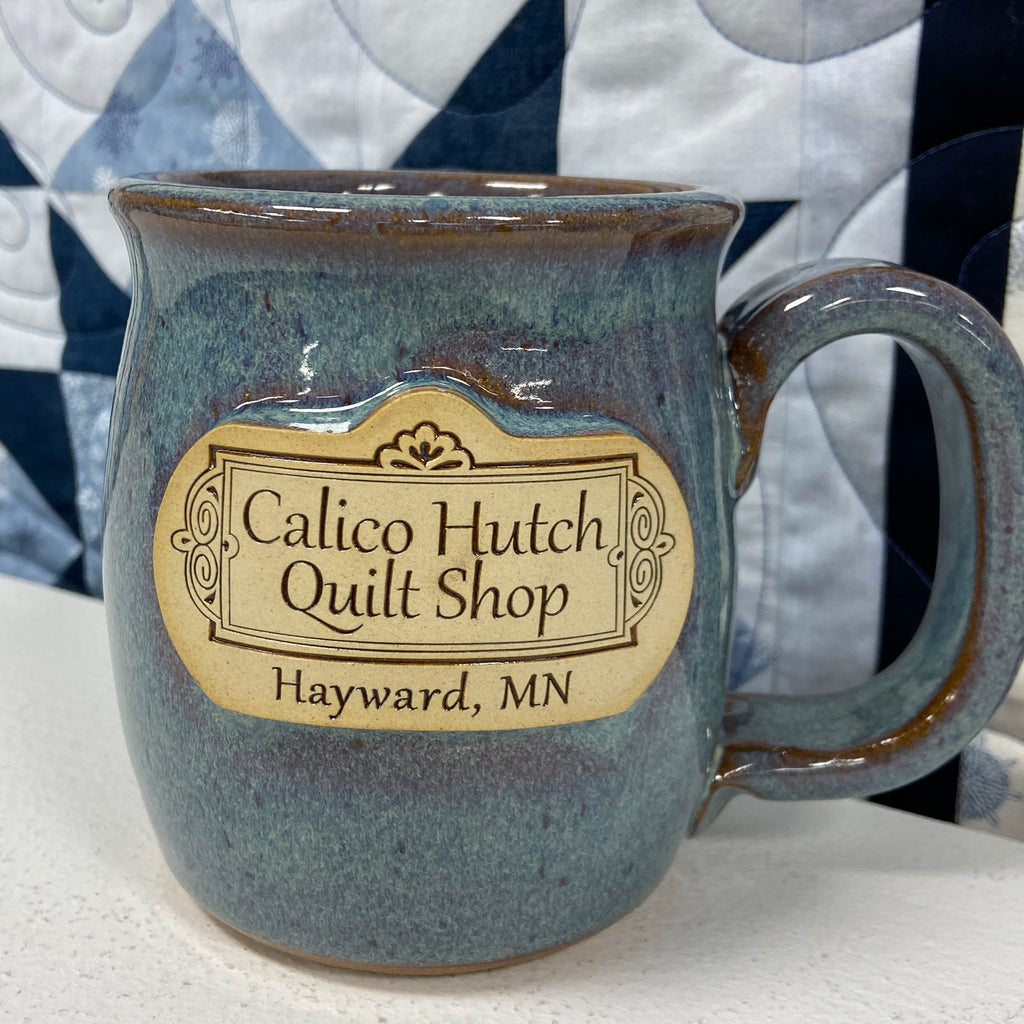 Calico Hutch
Quilt Shop
Hayward, MN